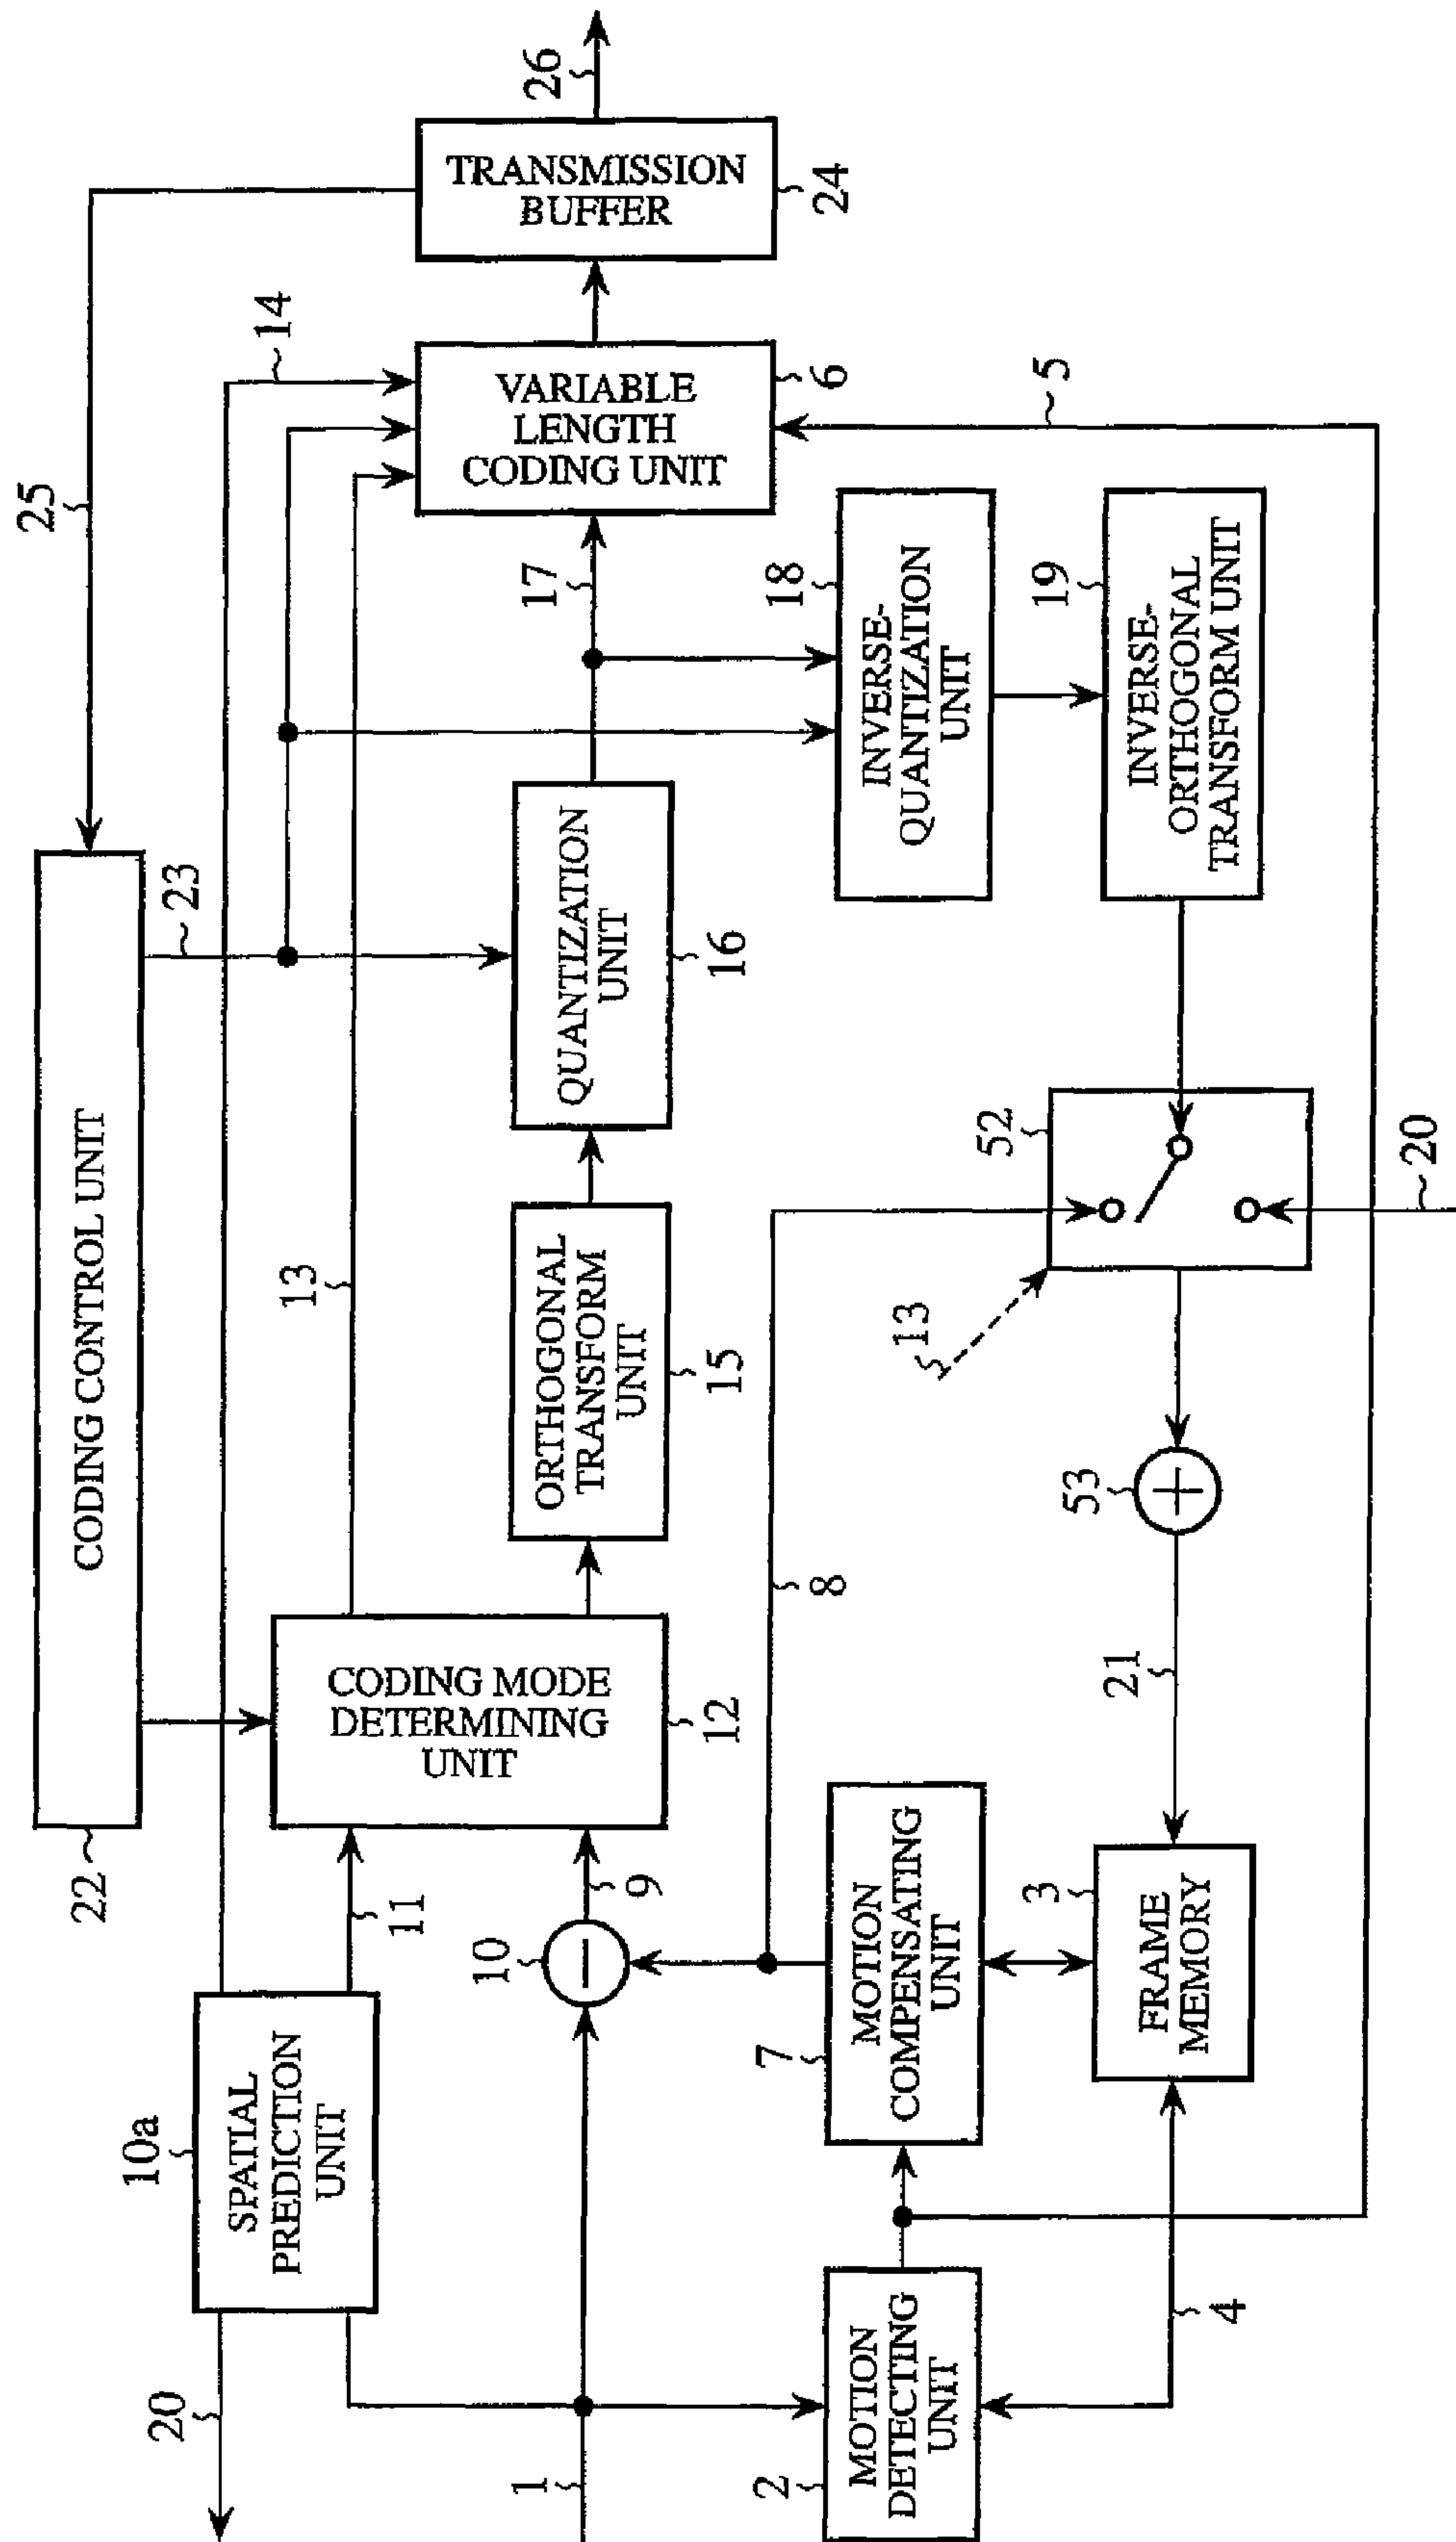 22
CODING CONTROL UNIT
25
20
10a
SPATIAL
PREDICTION
UNIT
23
14
11
13
1
10
9
CODING MODE
DETERMINING
UNIT
12
ORTHOGONAL
TRANSFORM
UNIT
15
QUANTIZATION
UNIT
16
17
VARIABLE
LENGTH
CODING UNIT
6
TRANSMISSION
BUFFER
24
26
2
MOTION
DETECTING
UNIT
7
MOTION
COMPENSATING
UNIT
8
18
INVERSE-
QUANTIZATION
UNIT
13
52
5
4
3
FRAME
MEMORY
21
53
19
INVERSE-
ORTHOGONAL
TRANSFORM UNIT
20